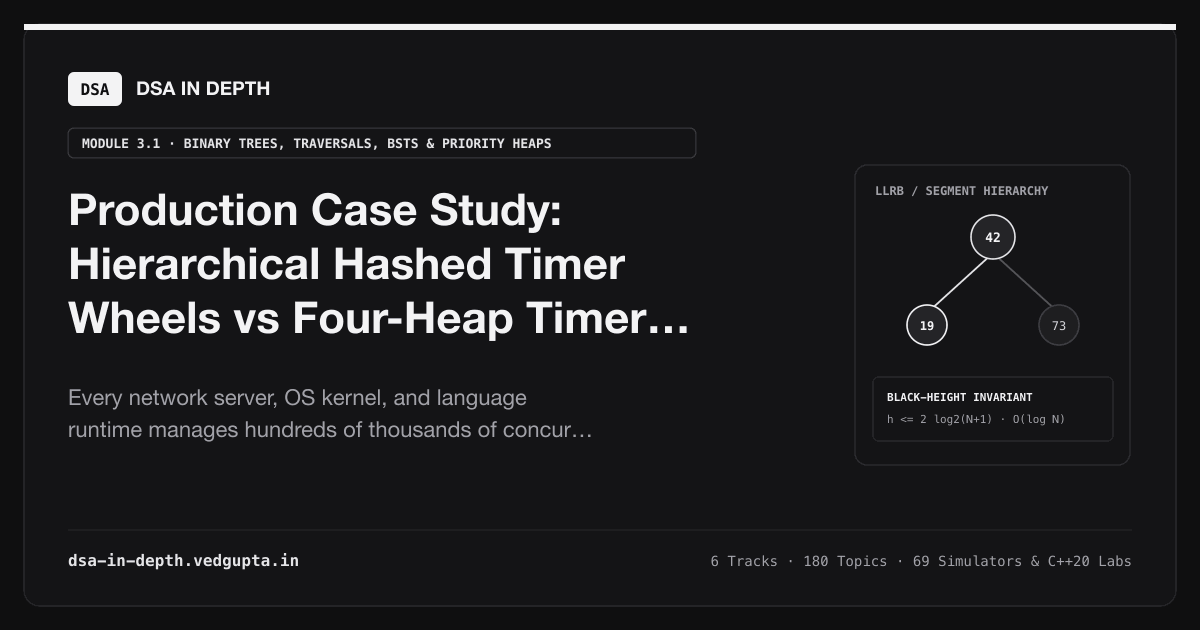 DSA
DSA IN DEPTH
MODULE 3.1 · BINARY TREES, TRAVERSALS, BSTS & PRIORITY HEAPS
Production Case Study:
Hierarchical Hashed Timer
Wheels vs Four-Heap Timer...
Every network server, OS kernel, and language
runtime manages hundreds of thousands of concur...
LLRB / SEGMENT HIERARCHY
42
19
73
BLACK-HEIGHT INVARIANT
h <= 2 log2(N+1) · O(log N)
dsa-in-depth.vedgupta.in
6 Tracks · 180 Topics · 69 Simulators & C++20 Labs